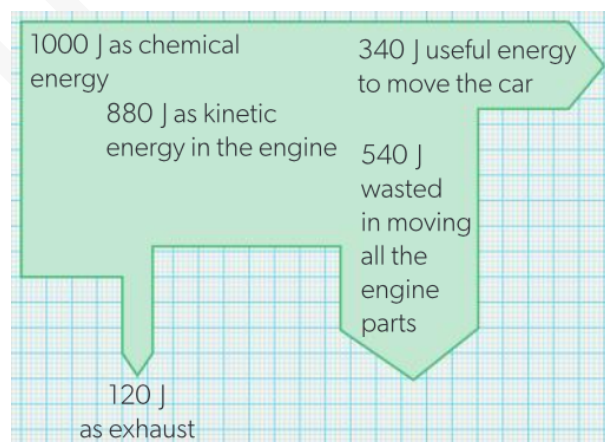 1000 J as chemical
energy
340 J useful energy
to move the car
880 J as kinetic
energy in the engine
540 J
wasted
in moving
all the
engine
parts
120 J
as exhaust